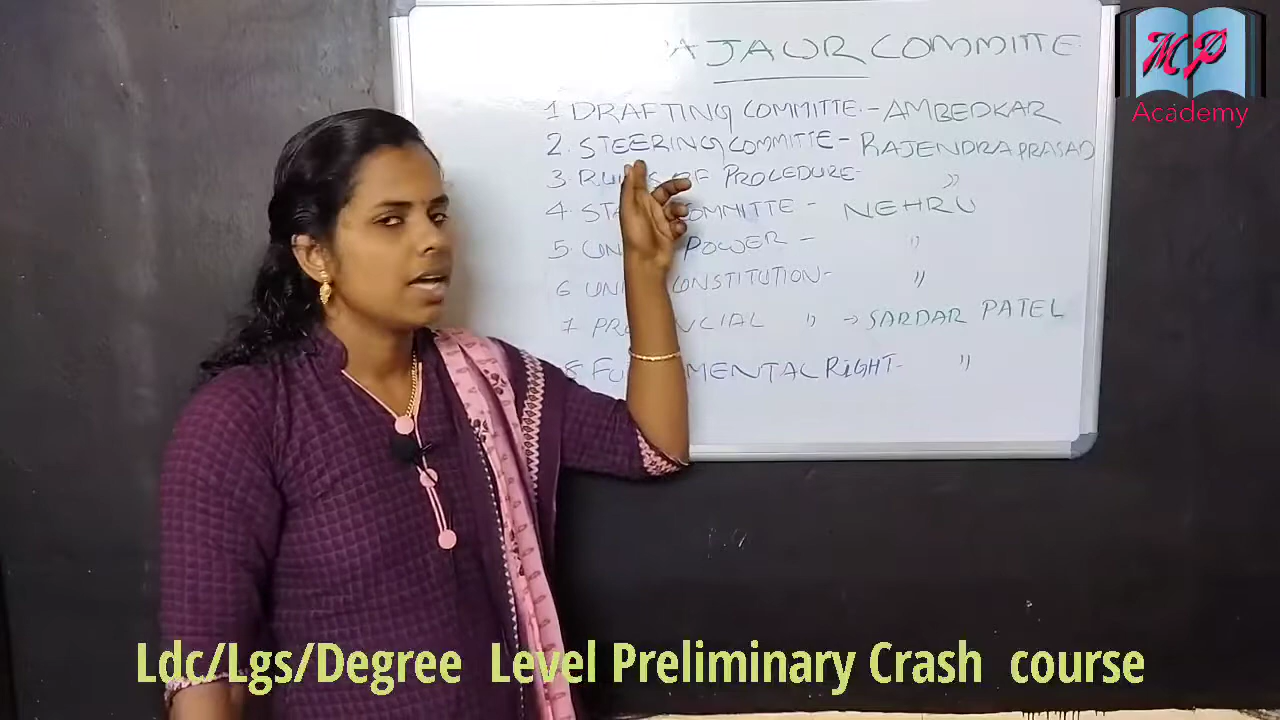 AJAUR COMMITTE
1 DRAFTING COMMITTE - AMBEDKAR
2. STEERING COMMITTE - RAJENDRA PRASAD
3. OF PROCEDURE - "
4. COMMITTE - NEHRU
5. POWER - "
6 CONSTITUTION - "
7 " → SARDAR PATEL
8 RIGHT - "
MP
Academy
Ldc/Lgs/Degree Level Preliminary Crash course